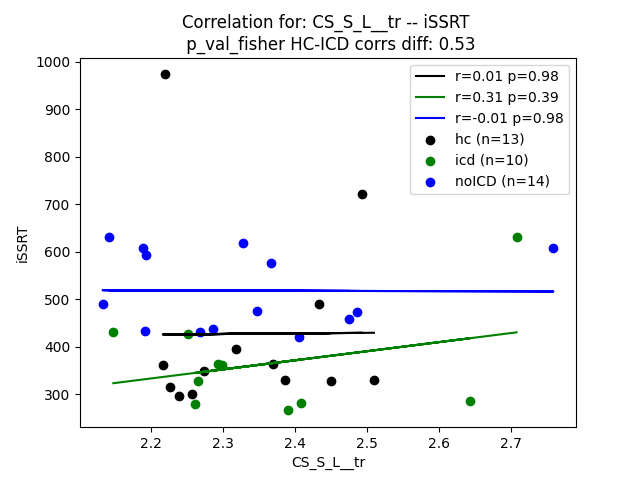 Correlation for: CS_S_L__tr -- iSSRT
p_val_fisher HC-ICD corrs diff: 0.53
1000
900
800
700
600
500
400
300
iSSRT
r=0.01 p=0.98
r=0.31 p=0.39
r=-0.01 p=0.98
hc (n=13)
icd (n=10)
noICD (n=14)
2.2 2.3 2.4 2.5 2.6 2.7
CS_S_L__tr